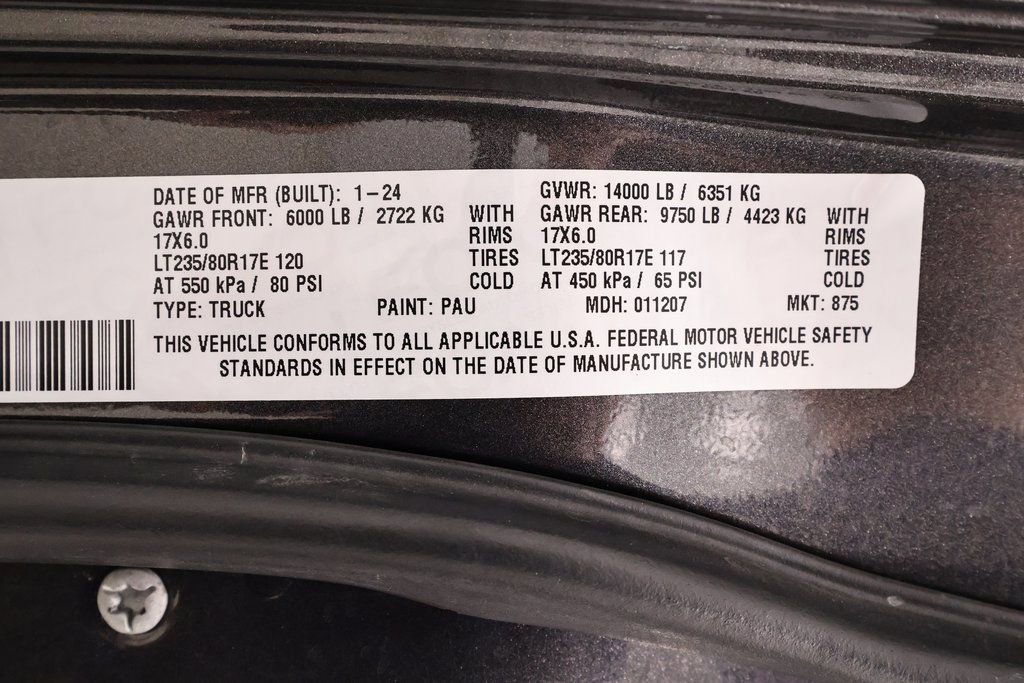 DATE OF MFR (BUILT): 1-24 GVWR: 14000 LB / 6351 KG
GAWR FRONT: 6000 LB / 2722 KG WITH GAWR REAR: 9750 LB / 4423 KG WITH
17X6.0 RIMS 17X6.0 RIMS
LT235/80R17E 120 TIRES LT235/80R17E 117 TIRES
AT 550 kPa / 80 PSI COLD AT 450 kPa / 65 PSI COLD
TYPE: TRUCK PAINT: PAU MDH: 011207 MKT: 875
THIS VEHICLE CONFORMS TO ALL APPLICABLE U.S.A. FEDERAL MOTOR VEHICLE SAFETY
STANDARDS IN EFFECT ON THE DATE OF MANUFACTURE SHOWN ABOVE.